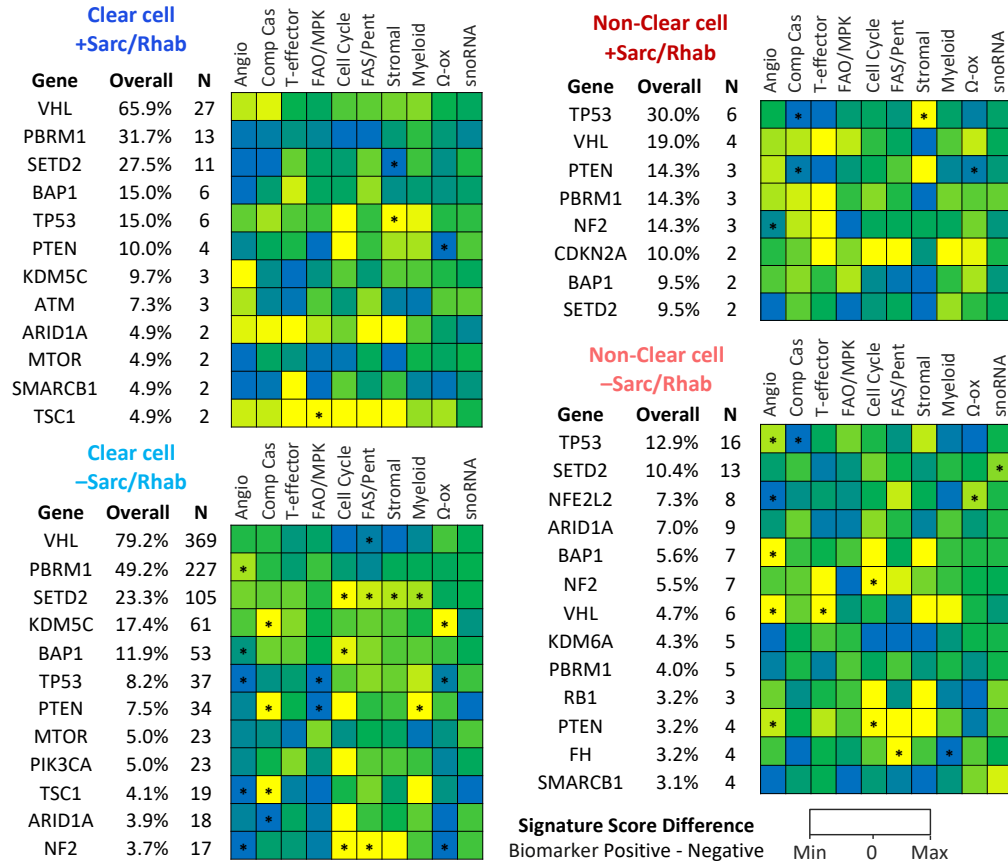 Clear cell
+Sarc/Rhab
Angio
Comp Cas
T-effector
FAO/MPK
Cell Cycle
FAS/Pent
Stromal
Myeloid
Ω-ox
snoRNA
Gene Overall N
VHL 65.9% 27
PBRM1 31.7% 13
SETD2 27.5% 11
*
BAP1 15.0% 6
TP53 15.0% 6
*
PTEN 10.0% 4
*
KDM5C 9.7% 3
ATM 7.3% 3
ARID1A 4.9% 2
MTOR 4.9% 2
SMARCB1 4.9% 2
TSC1 4.9% 2
*
Clear cell
–Sarc/Rhab
Angio
Comp Cas
T-effector
FAO/MPK
Cell Cycle
FAS/Pent
Stromal
Myeloid
Ω-ox
snoRNA
Gene Overall N
VHL 79.2% 369
*
PBRM1 49.2% 227
*
SETD2 23.3% 105
* * * *
KDM5C 17.4% 61
* *
BAP1 11.9% 53
* *
TP53 8.2% 37
* * *
PTEN 7.5% 34
* * *
MTOR 5.0% 23
PIK3CA 5.0% 23
TSC1 4.1% 19
* *
ARID1A 3.9% 18
*
NF2 3.7% 17
* * * *
Non-Clear cell
+Sarc/Rhab
Angio
Comp Cas
T-effector
FAO/MPK
Cell Cycle
FAS/Pent
Stromal
Myeloid
Ω-ox
snoRNA
Gene Overall N
TP53 30.0% 6
* *
VHL 19.0% 4
PTEN 14.3% 3
* *
PBRM1 14.3% 3
NF2 14.3% 3
*
CDKN2A 10.0% 2
BAP1 9.5% 2
SETD2 9.5% 2
Non-Clear cell
–Sarc/Rhab
Angio
Comp Cas
T-effector
FAO/MPK
Cell Cycle
FAS/Pent
Stromal
Myeloid
Ω-ox
snoRNA
Gene Overall N
TP53 12.9% 16
* *
SETD2 10.4% 13
*
NFE2L2 7.3% 8
* *
ARID1A 7.0% 9
BAP1 5.6% 7
*
NF2 5.5% 7
*
VHL 4.7% 6
* *
KDM6A 4.3% 5
PBRM1 4.0% 5
RB1 3.2% 3
PTEN 3.2% 4
* *
FH 3.2% 4
* *
SMARCB1 3.1% 4
Signature Score Difference
Biomarker Positive - Negative
Min 0 Max